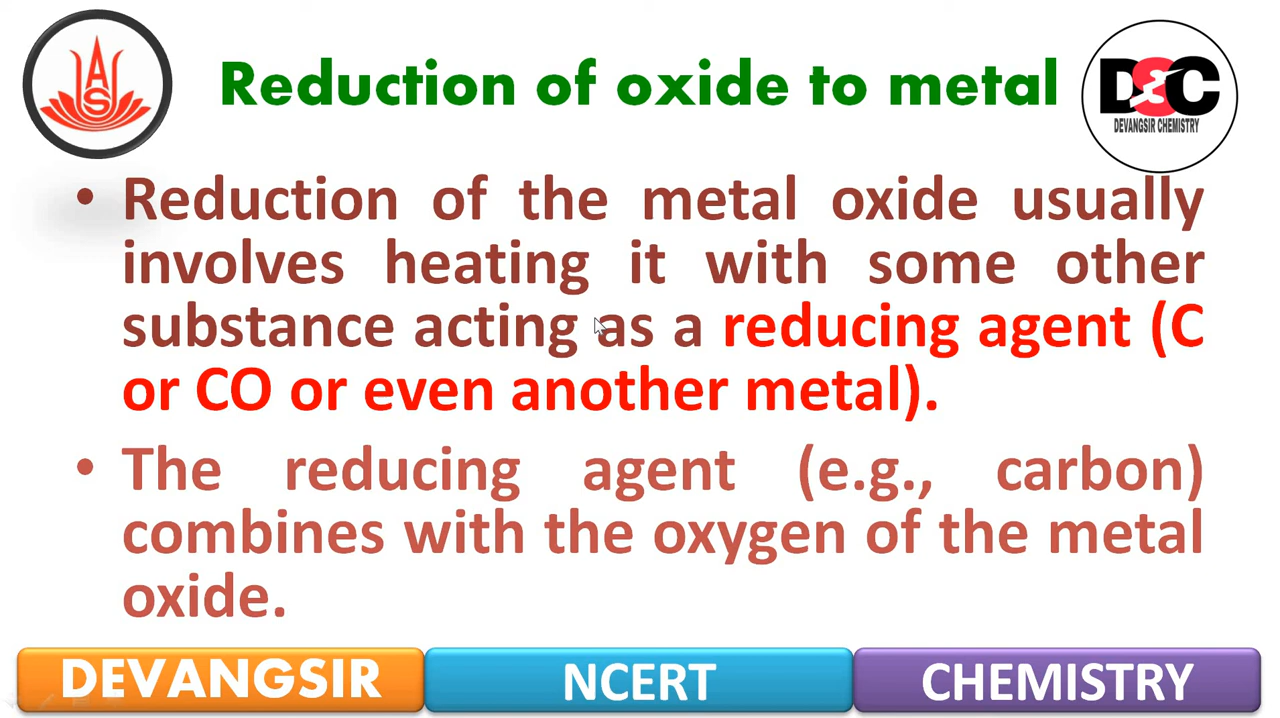 Reduction of oxide to metal
AS
DEC
DEVANGSIR CHEMISTRY
• Reduction of the metal oxide usually
involves heating it with some other
substance acting as a reducing agent (C
or CO or even another metal).
• The reducing agent (e.g., carbon)
combines with the oxygen of the metal
oxide.
DEVANGSIR
NCERT
CHEMISTRY